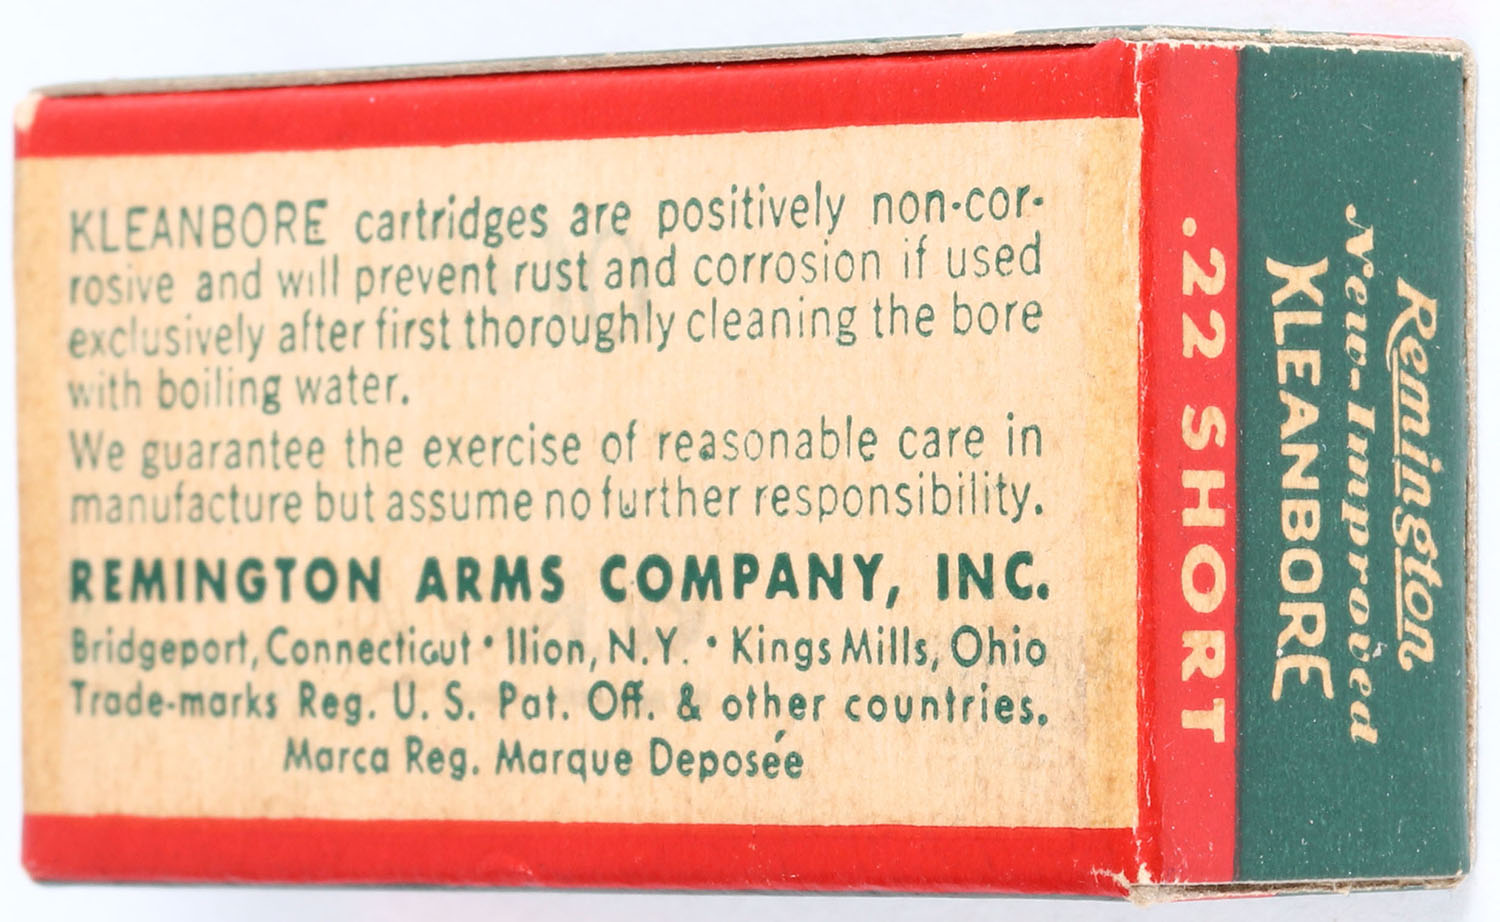 KLEANBORE cartridges are positively non-cor-
rosive and will prevent rust and corrosion if used
exclusively after first thoroughly cleaning the bore
with boiling water.
We guarantee the exercise of reasonable care in
manufacture but assume no further responsibility.
REMINGTON ARMS COMPANY, INC.
Bridgeport, Connecticut • Ilion, N.Y. • Kings Mills, Ohio
Trade-marks Reg. U. S. Pat. Off. & other countries.
Marca Reg. Marque Deposée
Remington
New-Improved
KLEANBORE
.22 SHORT